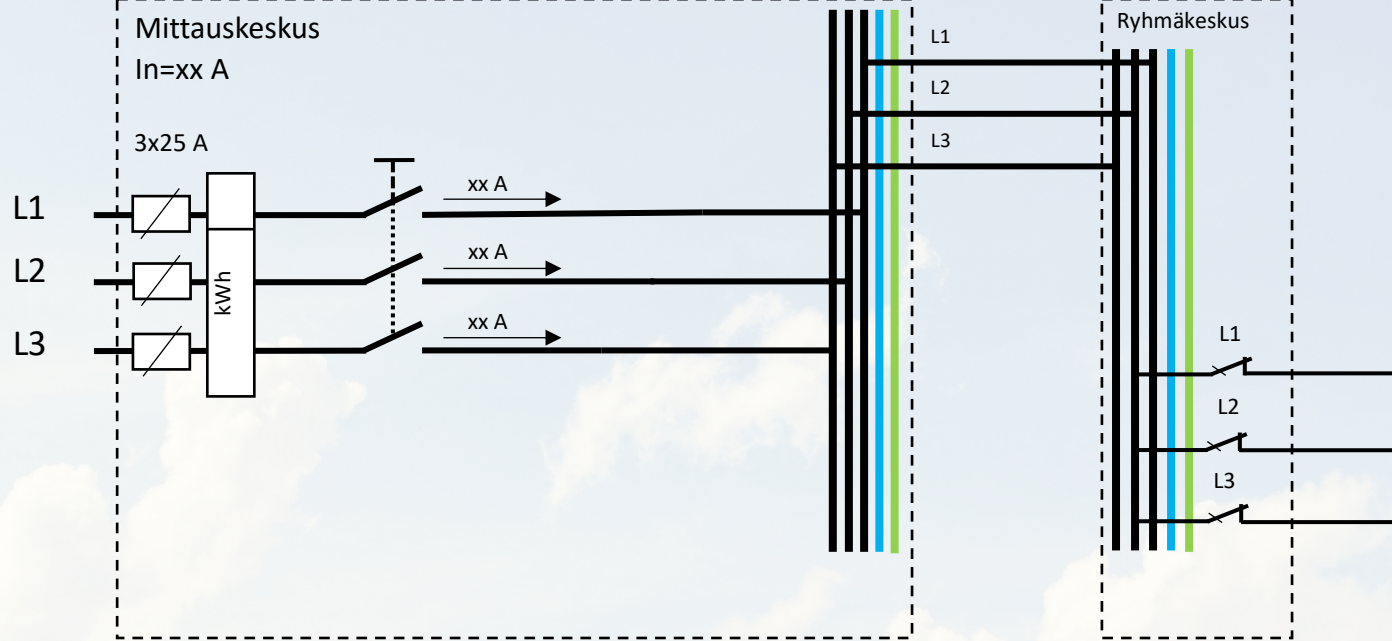 Mittauskeskus
In=xx A
3x25 A
L1
L2
L3
kWh
xx A
xx A
xx A
L1
L2
L3
Ryhmäkeskus
L1
L2
L3